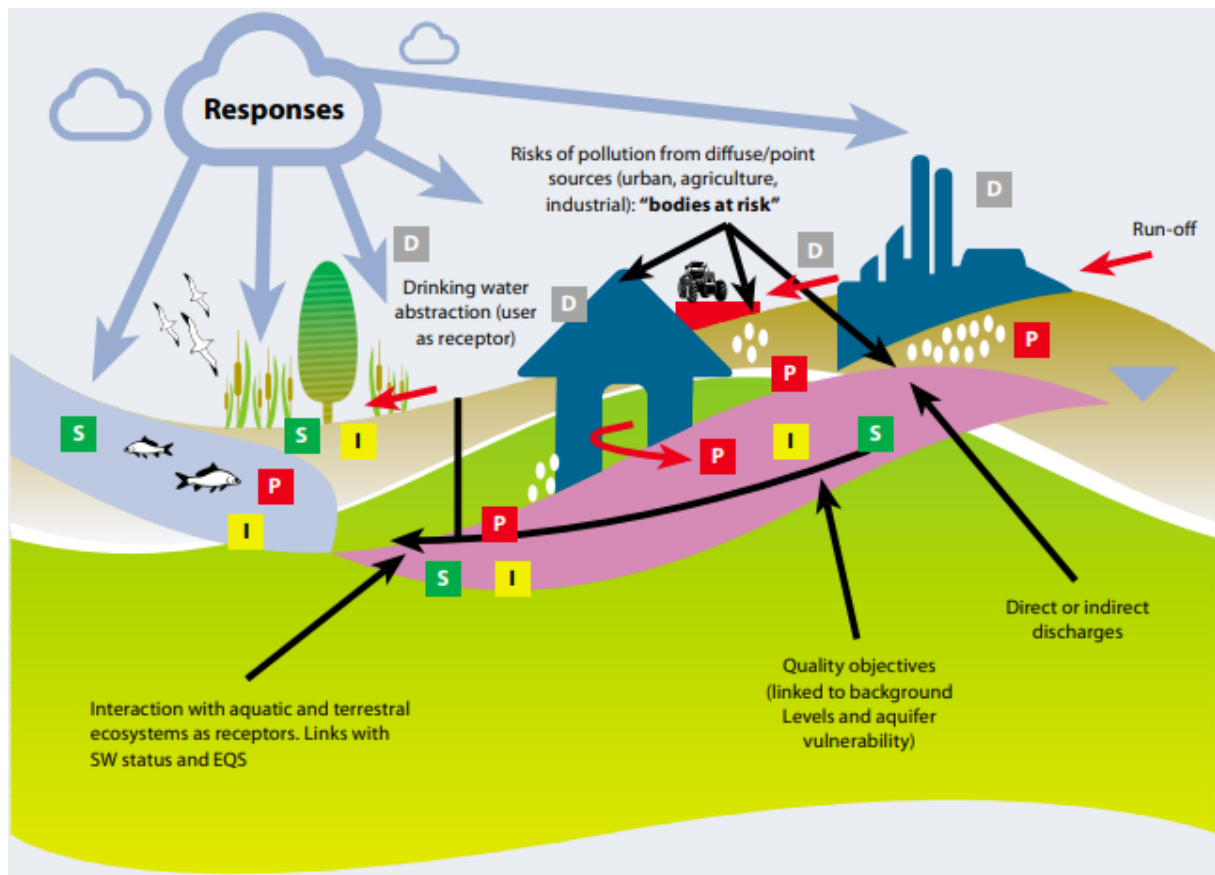 Responses
Risks of pollution from diffuse/point
sources (urban, agriculture,
industrial): "bodies at risk"
D
Run-off
D
D
Drinking water
abstraction (user
as receptor)
D
P
P
S
S
I
I
S
P
P
I
P
S
I
Direct or indirect
discharges
Quality objectives
(linked to background
Levels and aquifer
vulnerability)
Interaction with aquatic and terrestral
ecosystems as receptors. Links with
SW status and EQS